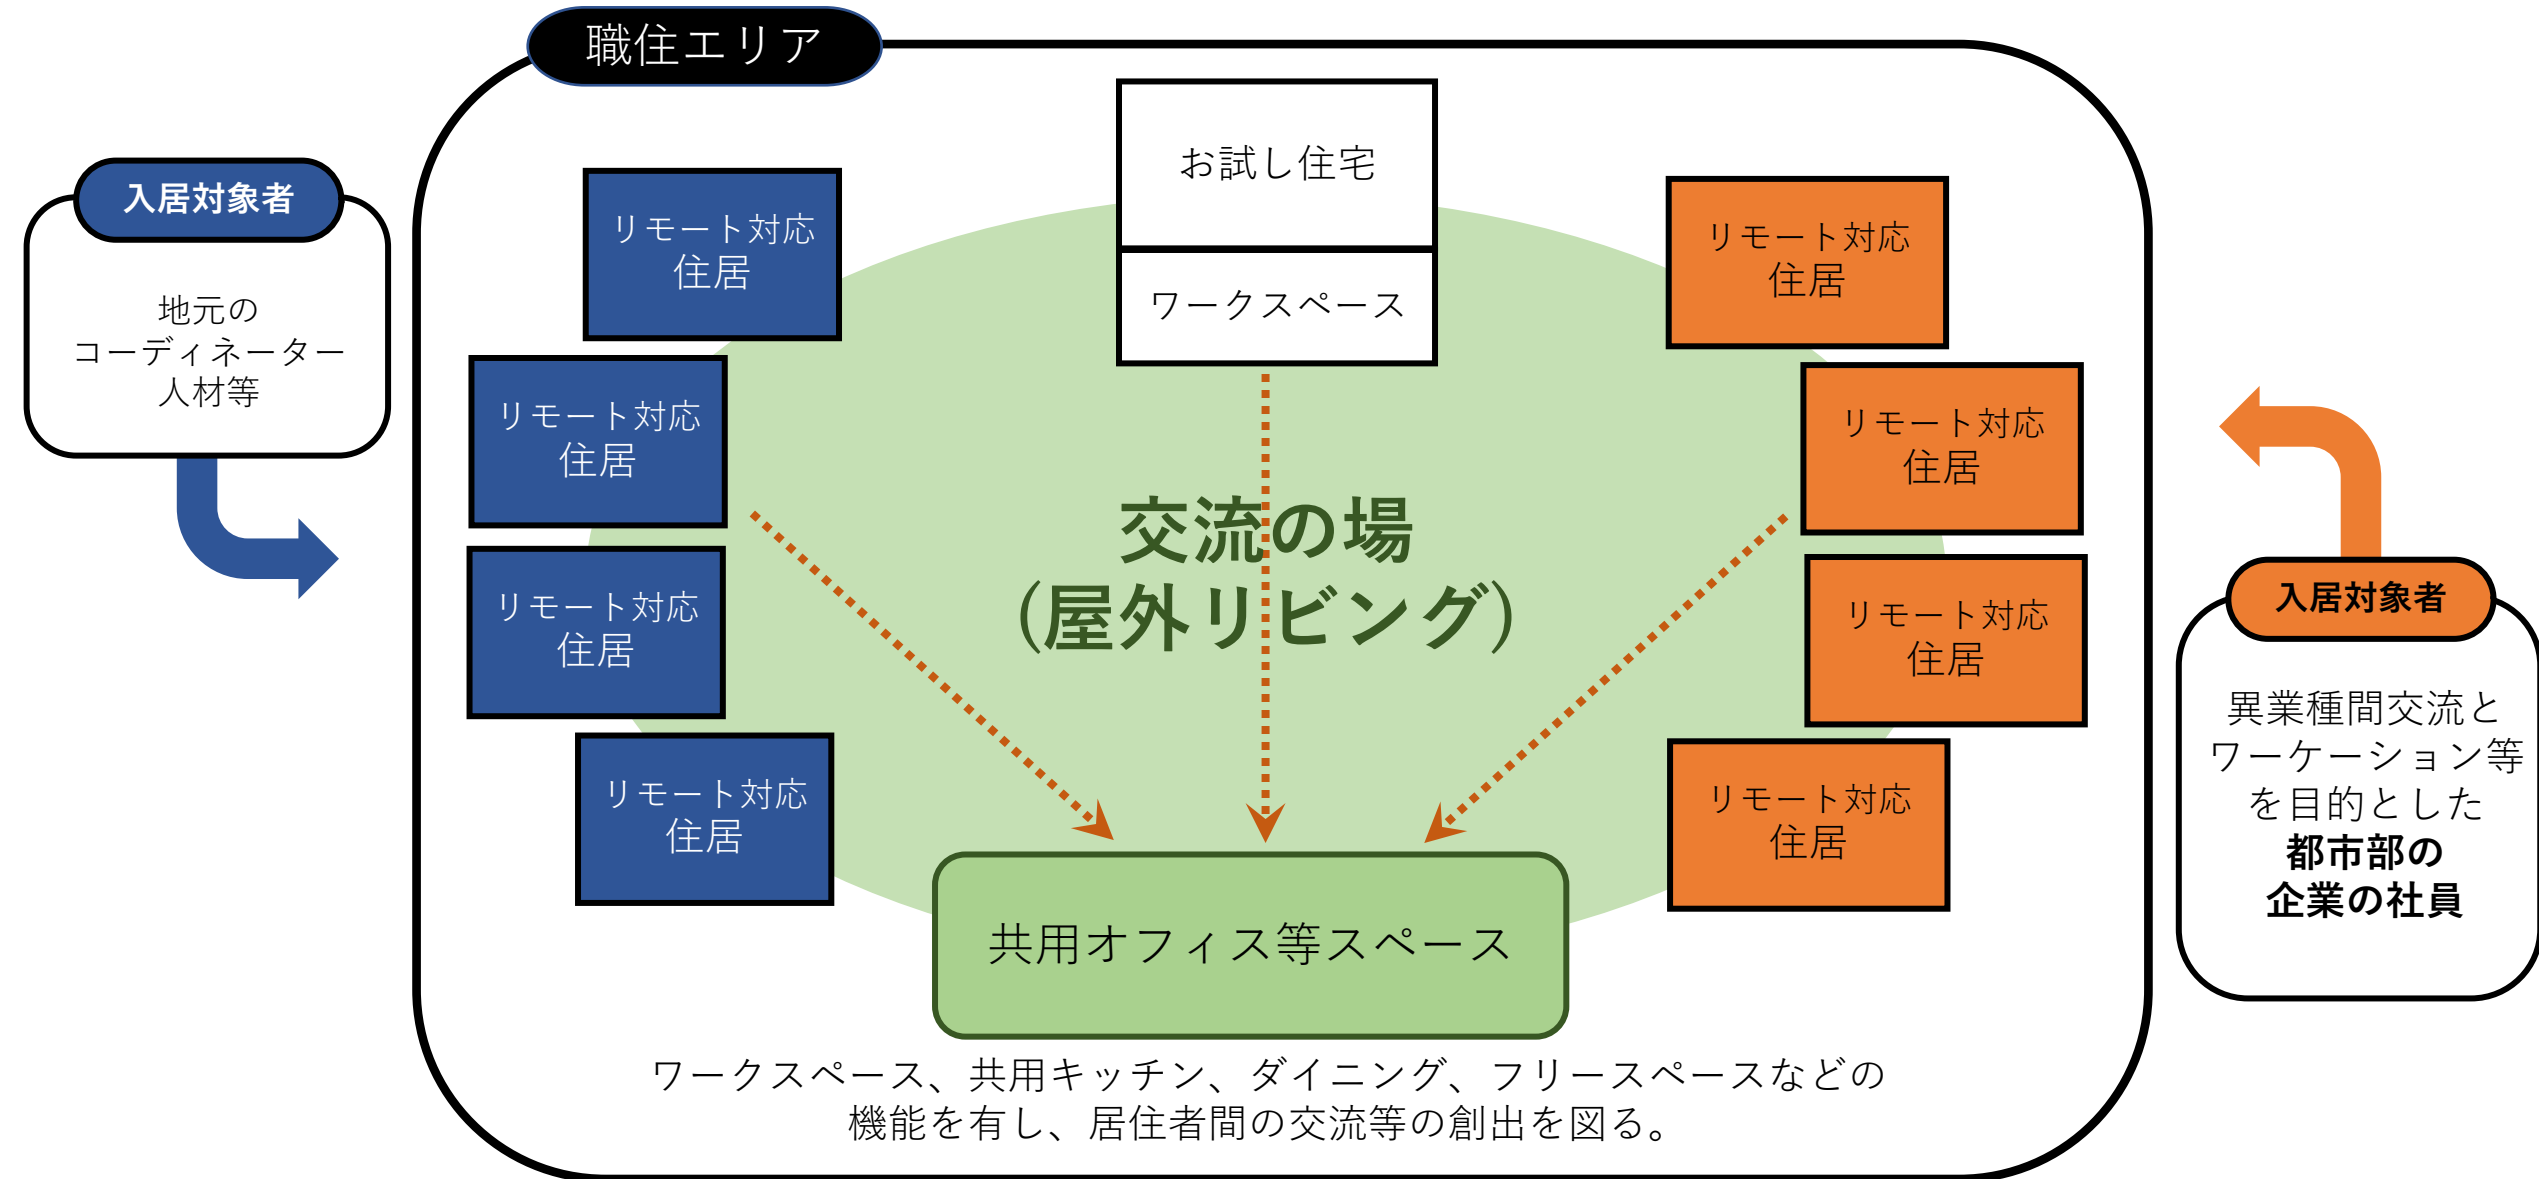 職住エリア
入居対象者
地元の
コーディネーター
人材等
リモート対応
住居
リモート対応
住居
リモート対応
住居
リモート対応
住居
お試し住宅
ワークスペース
交流の場
(屋外リビング)
リモート対応
住居
リモート対応
住居
リモート対応
住居
リモート対応
住居
入居対象者
異業種間交流と
ワーケーション等
を目的とした
都市部の
企業の社員
共用オフィス等スペース
ワークスペース、共用キッチン、ダイニング、フリースペースなどの
機能を有し、居住者間の交流等の創出を図る。